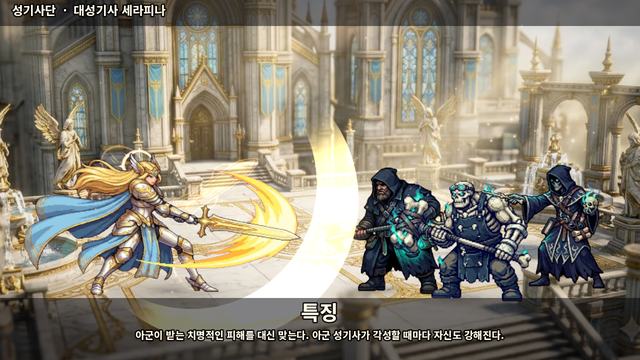 성기사단 · 대성기사 세라피나
특징
아군이 받는 치명적인 피해를 대신 맞는다. 아군 성기사가 각성할 때마다 자신도 강해진다.